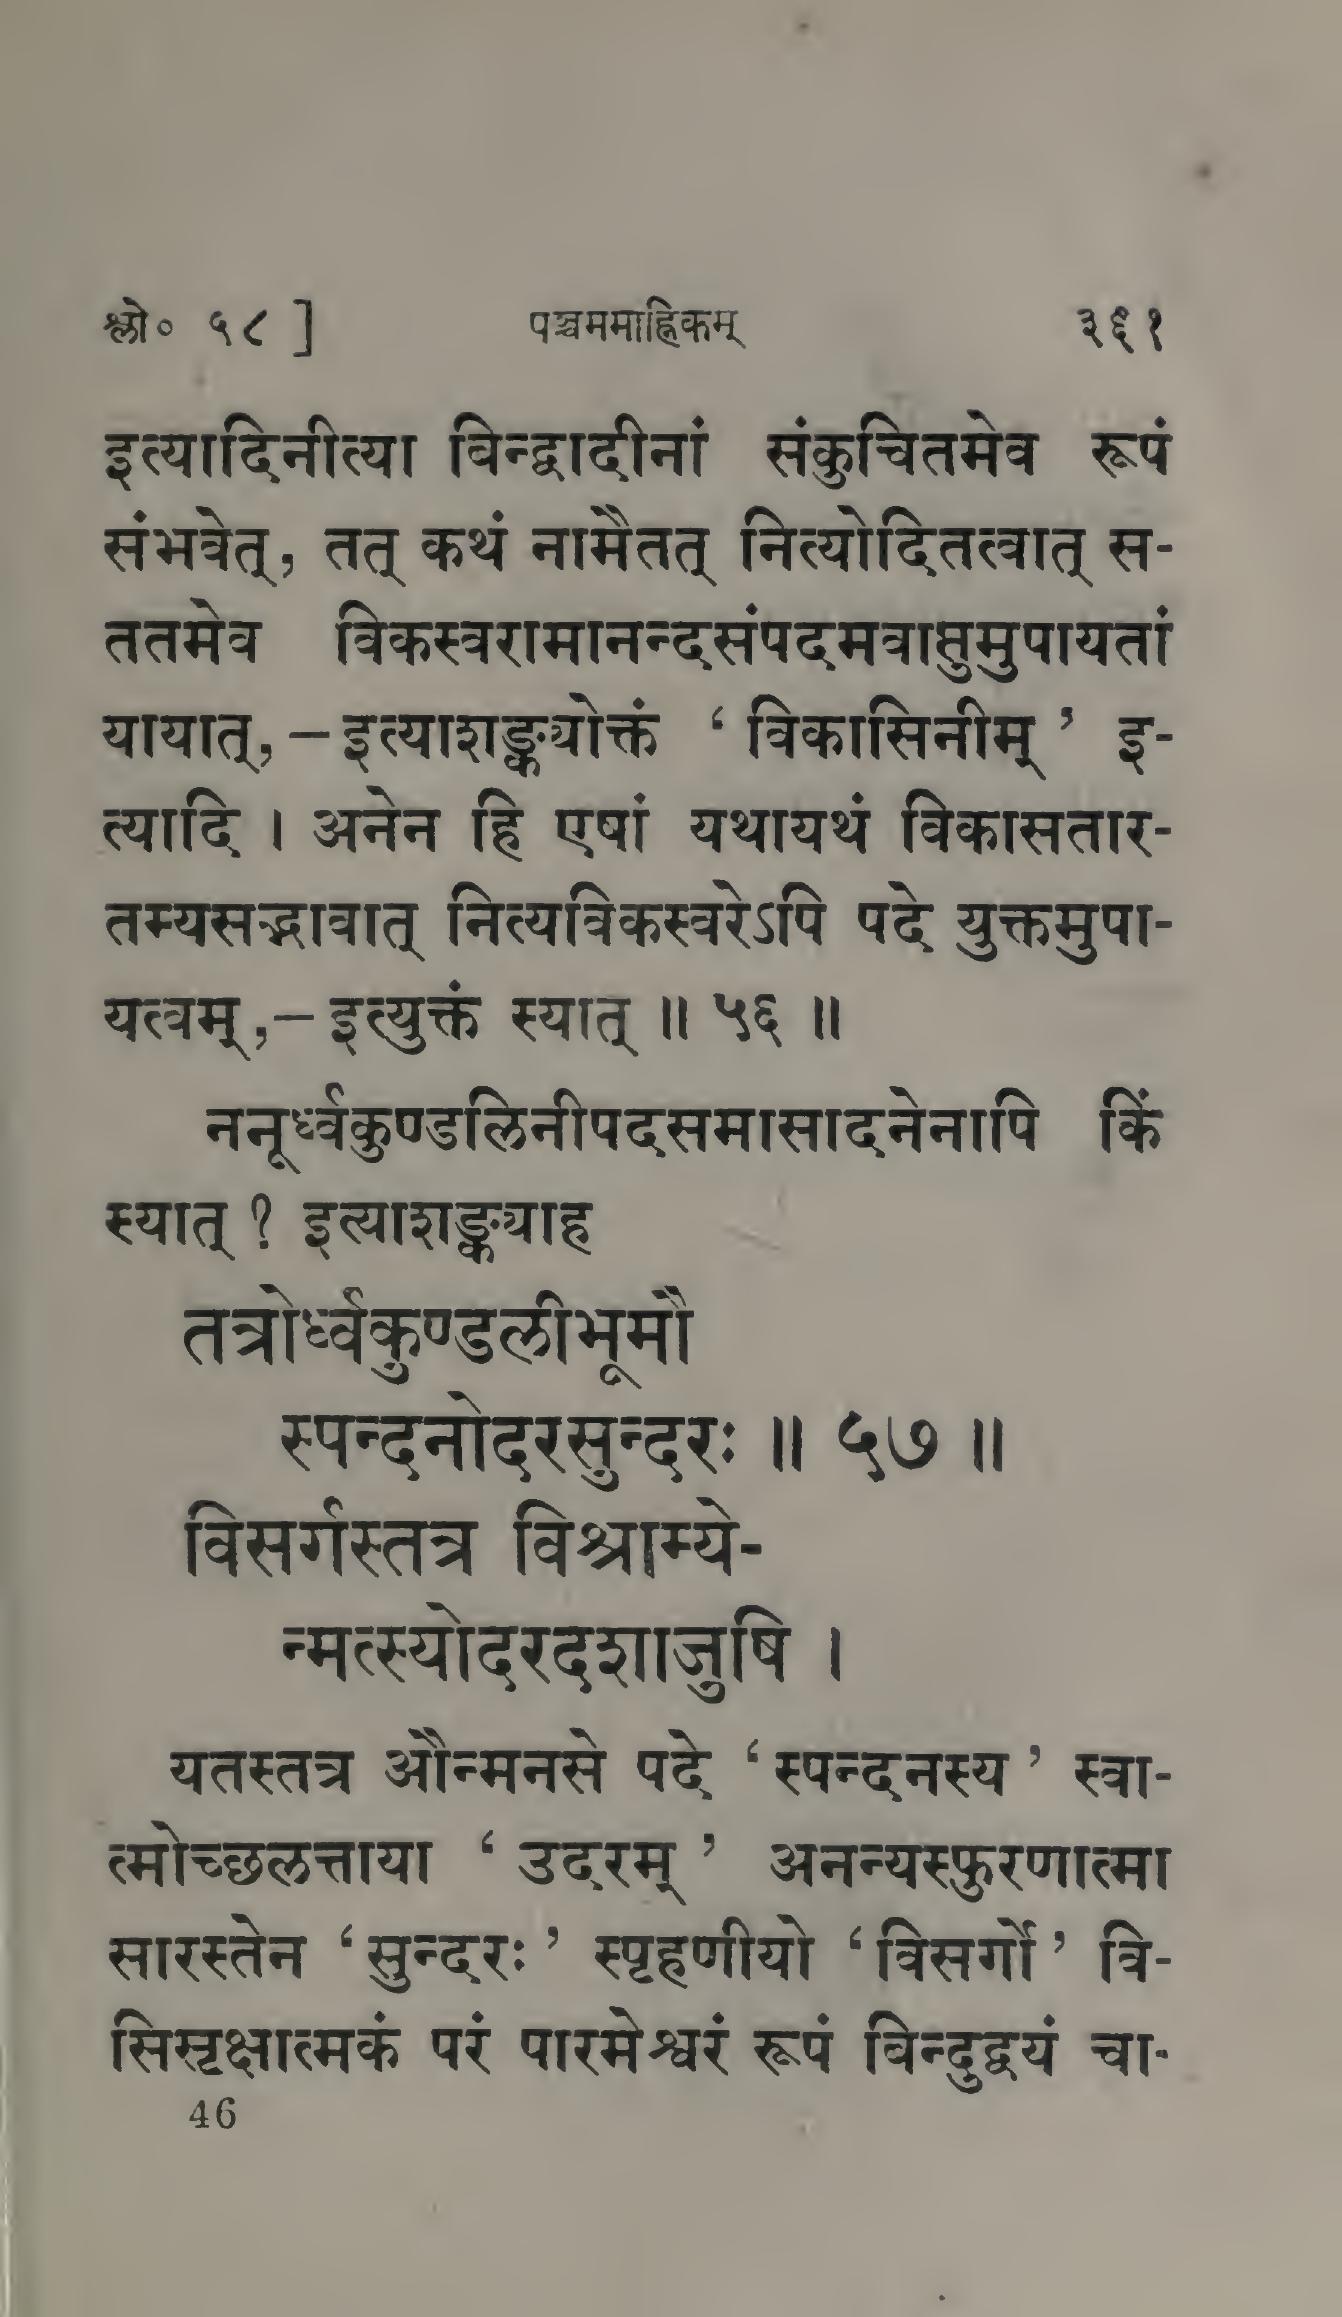 श्लो० ५८ ] पञ्चममाह्निकम् ३६१
इत्यादिनीत्या बिन्द्वादीनां संकुचितमेव रूपं
संभवेत्, तत् कथं नामैतत् नित्योदितत्वात् स-
ततमेव विकस्वरामानन्दसंपदमवाप्तुमुपायतां
यायात्,–इत्याशङ्क्योक्तं ‘ विकासिनीम् ’ इ-
त्यादि । अनेन हि एषां यथायथं विकासतार-
तम्यसद्भावात् नित्यविकस्वरेऽपि पदे युक्तमुपा-
यत्वम्,–इत्युक्तं स्यात् ॥ ५६ ॥
ननूर्ध्वकुण्डलिनीपदसमासादनेनापि किं
स्यात् ? इत्याशङ्क्याह
तत्रोर्ध्वकुण्डलीभूमौ
स्पन्दनोदरसुन्दरः ॥ ५७ ॥
विसर्गस्तत्र विश्राम्ये-
न्मत्स्योदरदशाजुषि ।
यतस्तत्र औन्मनसे पदे ‘ स्पन्दनस्य ’ स्वा-
त्मोच्छलत्ताया ‘ उदरम् ’ अनन्यस्फुरणात्मा
सारस्तेन ‘ सुन्दरः ’ स्पृहणीयो ‘ विसर्गो ’ वि-
सिसृक्षात्मकं परं पारमेश्वरं रूपं बिन्दुद्वयं चा-
46